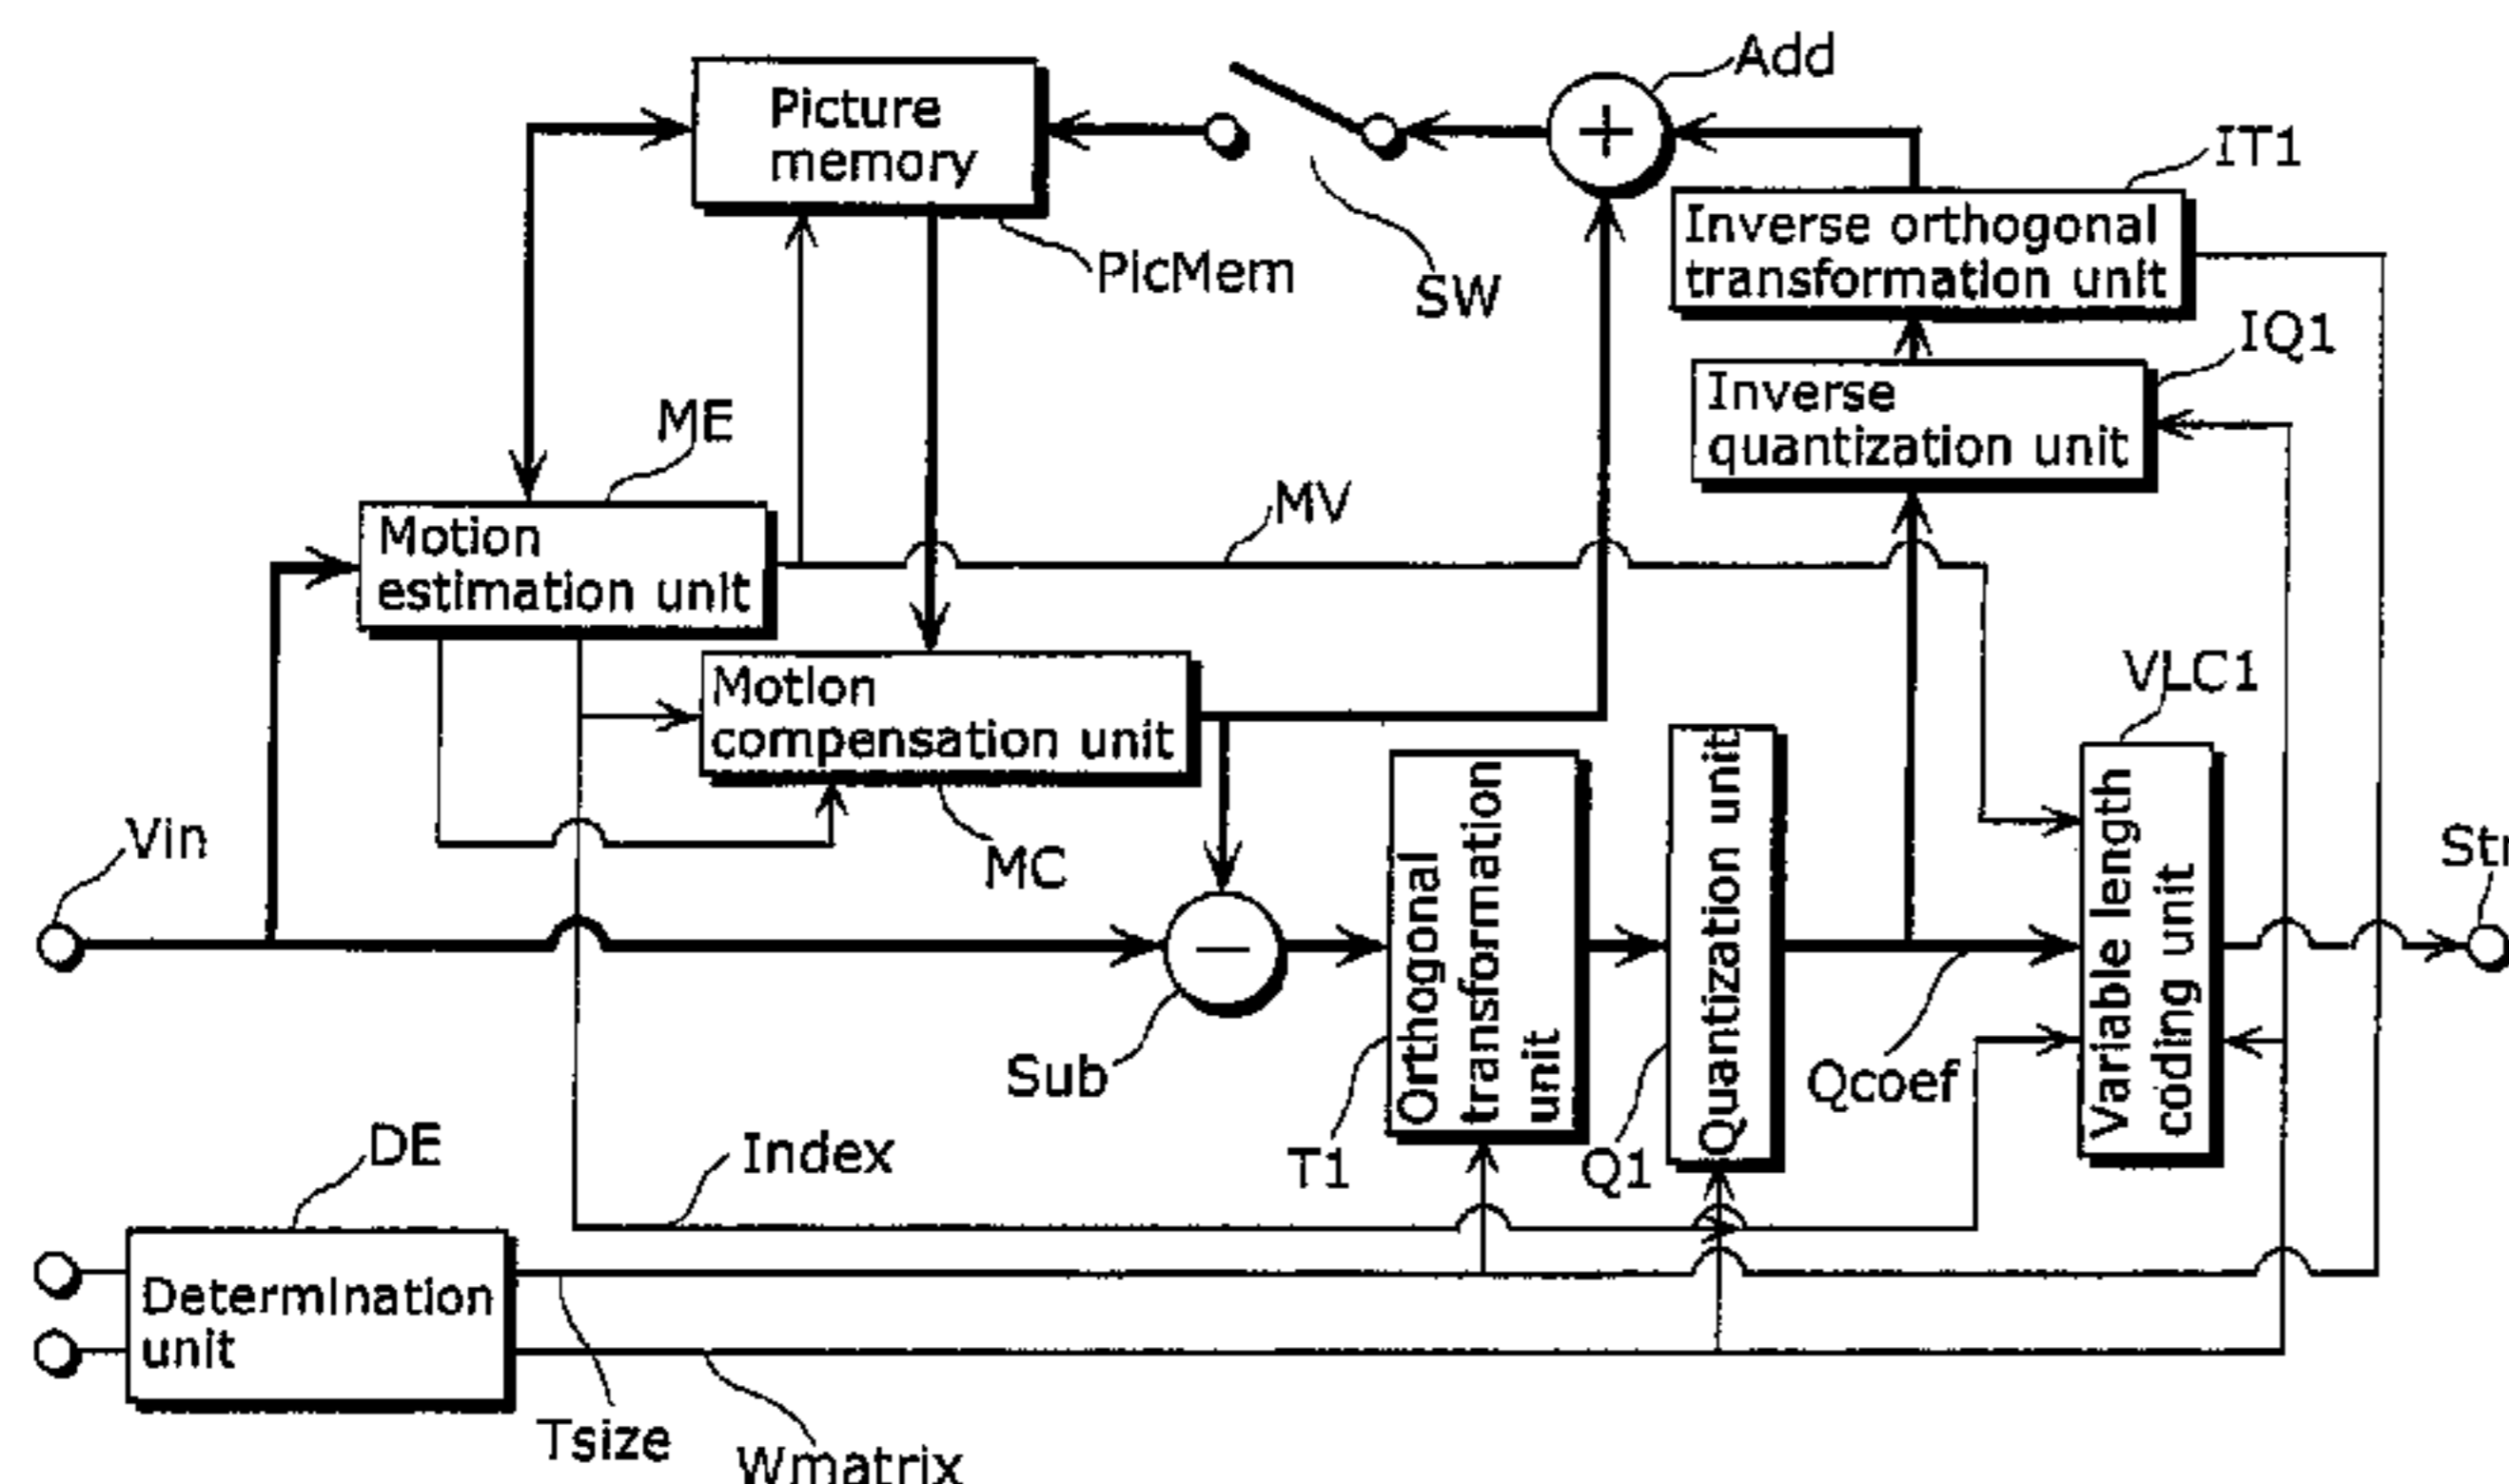 Add
Picture
memory
IT1
Inverse orthogonal
transformation unit
PicMem
SW
IQ1
Inverse
quantization unit
ME
MV
Motion
estimation unit
VLC1
Motion
compensation unit
Vin
MC
Orthogonal
transformation
unit
Quantization unit
Variable length
coding unit
Str
Sub
Qcoef
DE
Index
T1
Q1
Determination
unit
Tsize
Wmatrix